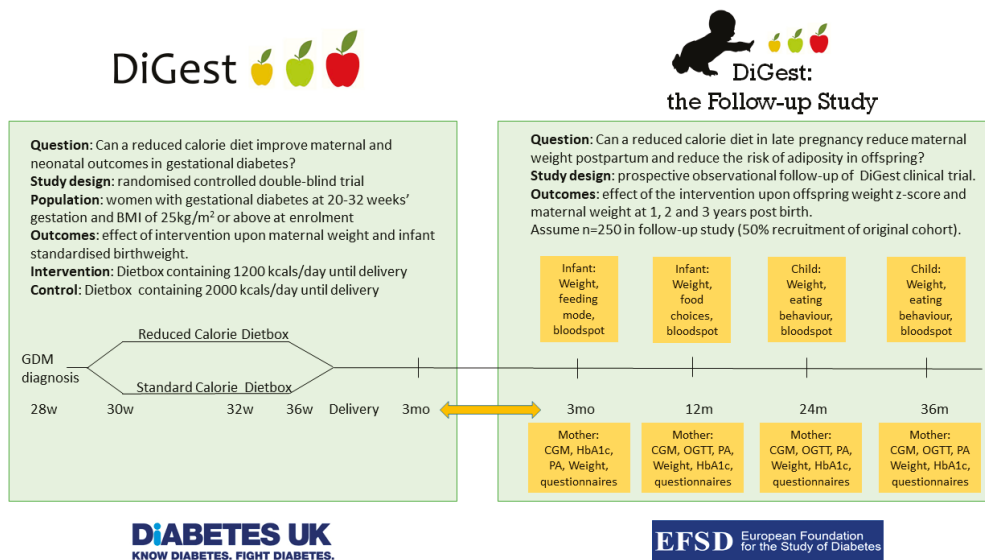 DiGest
Question: Can a reduced calorie diet improve maternal and
neonatal outcomes in gestational diabetes?
Study design: randomised controlled double-blind trial
Population: women with gestational diabetes at 20-32 weeks'
gestation and BMI of 25kg/m² or above at enrolment
Outcomes: effect of intervention upon maternal weight and infant
standardised birthweight.
Intervention: Dietbox containing 1200 kcals/day until delivery
Control: Dietbox containing 2000 kcals/day until delivery
Reduced Calorie Dietbox
GDM
diagnosis
Standard Calorie Dietbox
28w
30w
32w
36w
Delivery
3mo
DiABETES UK
KNOW DIABETES. FIGHT DIABETES.
DiGest:
the Follow-up Study
Question: Can a reduced calorie diet in late pregnancy reduce maternal
weight postpartum and reduce the risk of adiposity in offspring?
Study design: prospective observational follow-up of DiGest clinical trial.
Outcomes: effect of the intervention upon offspring weight z-score and
maternal weight at 1, 2 and 3 years post birth.
Assume n=250 in follow-up study (50% recruitment of original cohort).
Infant:
Weight,
feeding
mode,
bloodspot
Infant:
Weight,
food
choices,
bloodspot
Child:
Weight,
eating
behaviour,
bloodspot
Child:
Weight,
eating
behaviour,
bloodspot
3mo
12m
24m
36m
Mother:
CGM, HbA1c,
PA, Weight,
questionnaires
Mother:
CGM, OGTT, PA,
Weight, HbA1c,
questionnaires
Mother:
CGM, OGTT, PA,
Weight, HbA1c,
questionnaires
Mother:
CGM, OGTT, PA
Weight, HbA1c,
questionnaires
EFSD
European Foundation
for the Study of Diabetes